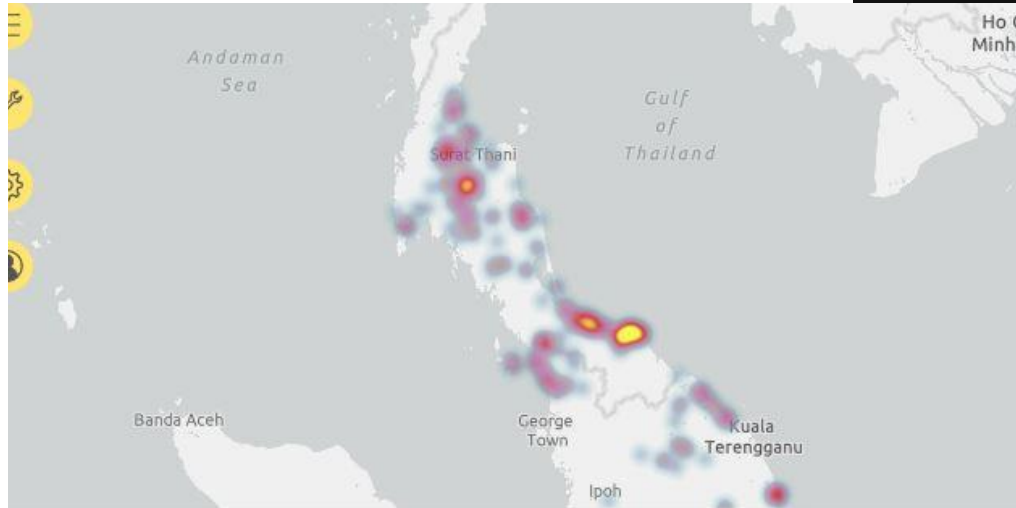 Ho
Minh
Andaman
Sea
Gulf
of
Thailand
Surat Thani
Banda Aceh
George
Town
Kuala
Terengganu
Ipoh